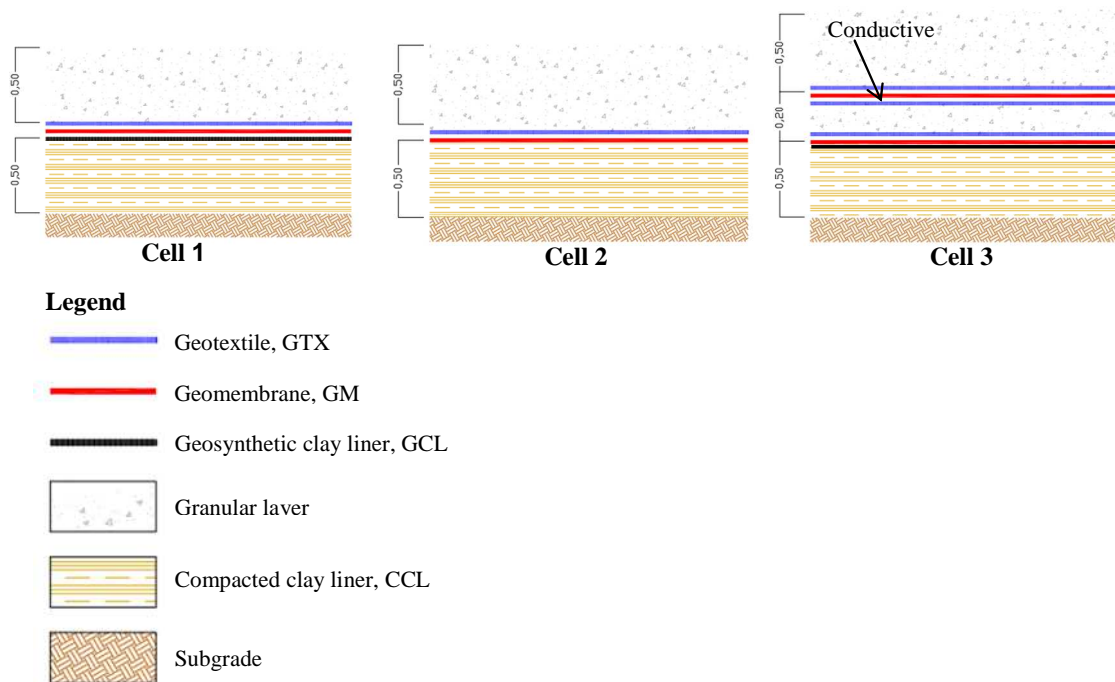 Conductive
0,50
0,50
0,50
0,50
0,50
0,20
0,50
Cell 1
Cell 2
Cell 3
Legend
Geotextile, GTX
Geomembrane, GM
Geosynthetic clay liner, GCL
Granular laver
Compacted clay liner, CCL
Subgrade